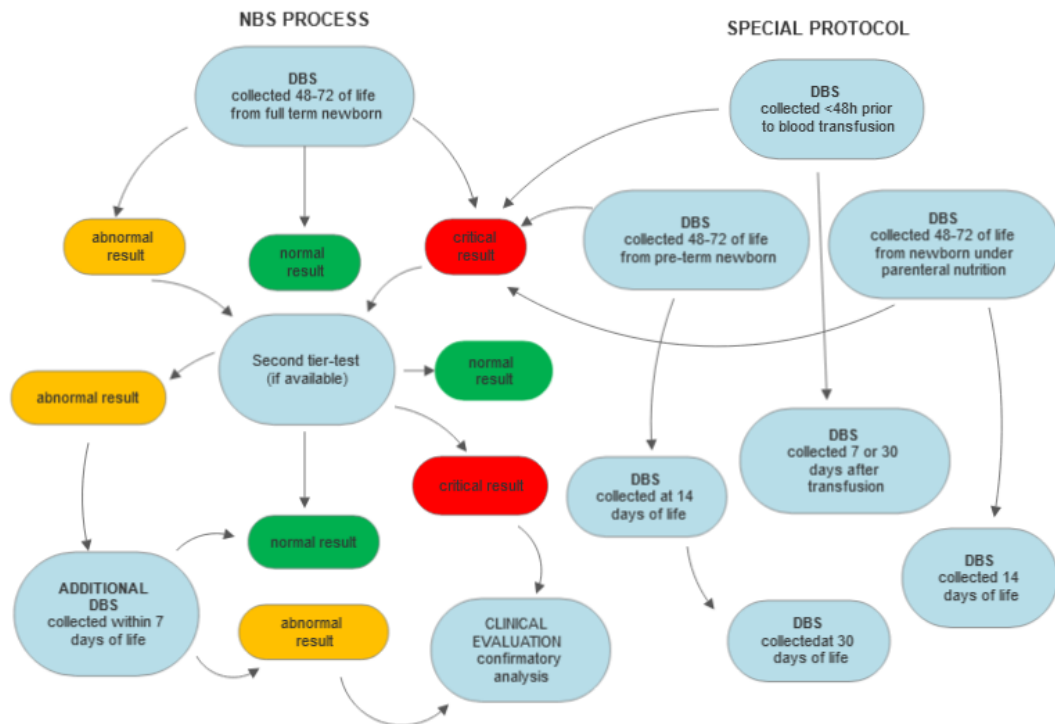 NBS PROCESS
SPECIAL PROTOCOL
DBS
collected 48-72 of life
from full term newborn
DBS
collected <48h prior
to blood transfusion
abnormal
result
normal
result
critical
result
DBS
collected 48-72 of life
from pre-term newborn
DBS
collected 48-72 of life
from newborn under
parenteral nutrition
Second tier-test
(if available)
normal
result
abnormal result
critical result
DBS
collected at 14
days of life
DBS
collected 7 or 30
days after
transfusion
normal result
ADDITIONAL
DBS
collected within 7
days of life
abnormal
result
CLINICAL
EVALUATION
confirmatory
analysis
DBS
collectedat 30
days of life
DBS
collected 14
days of life